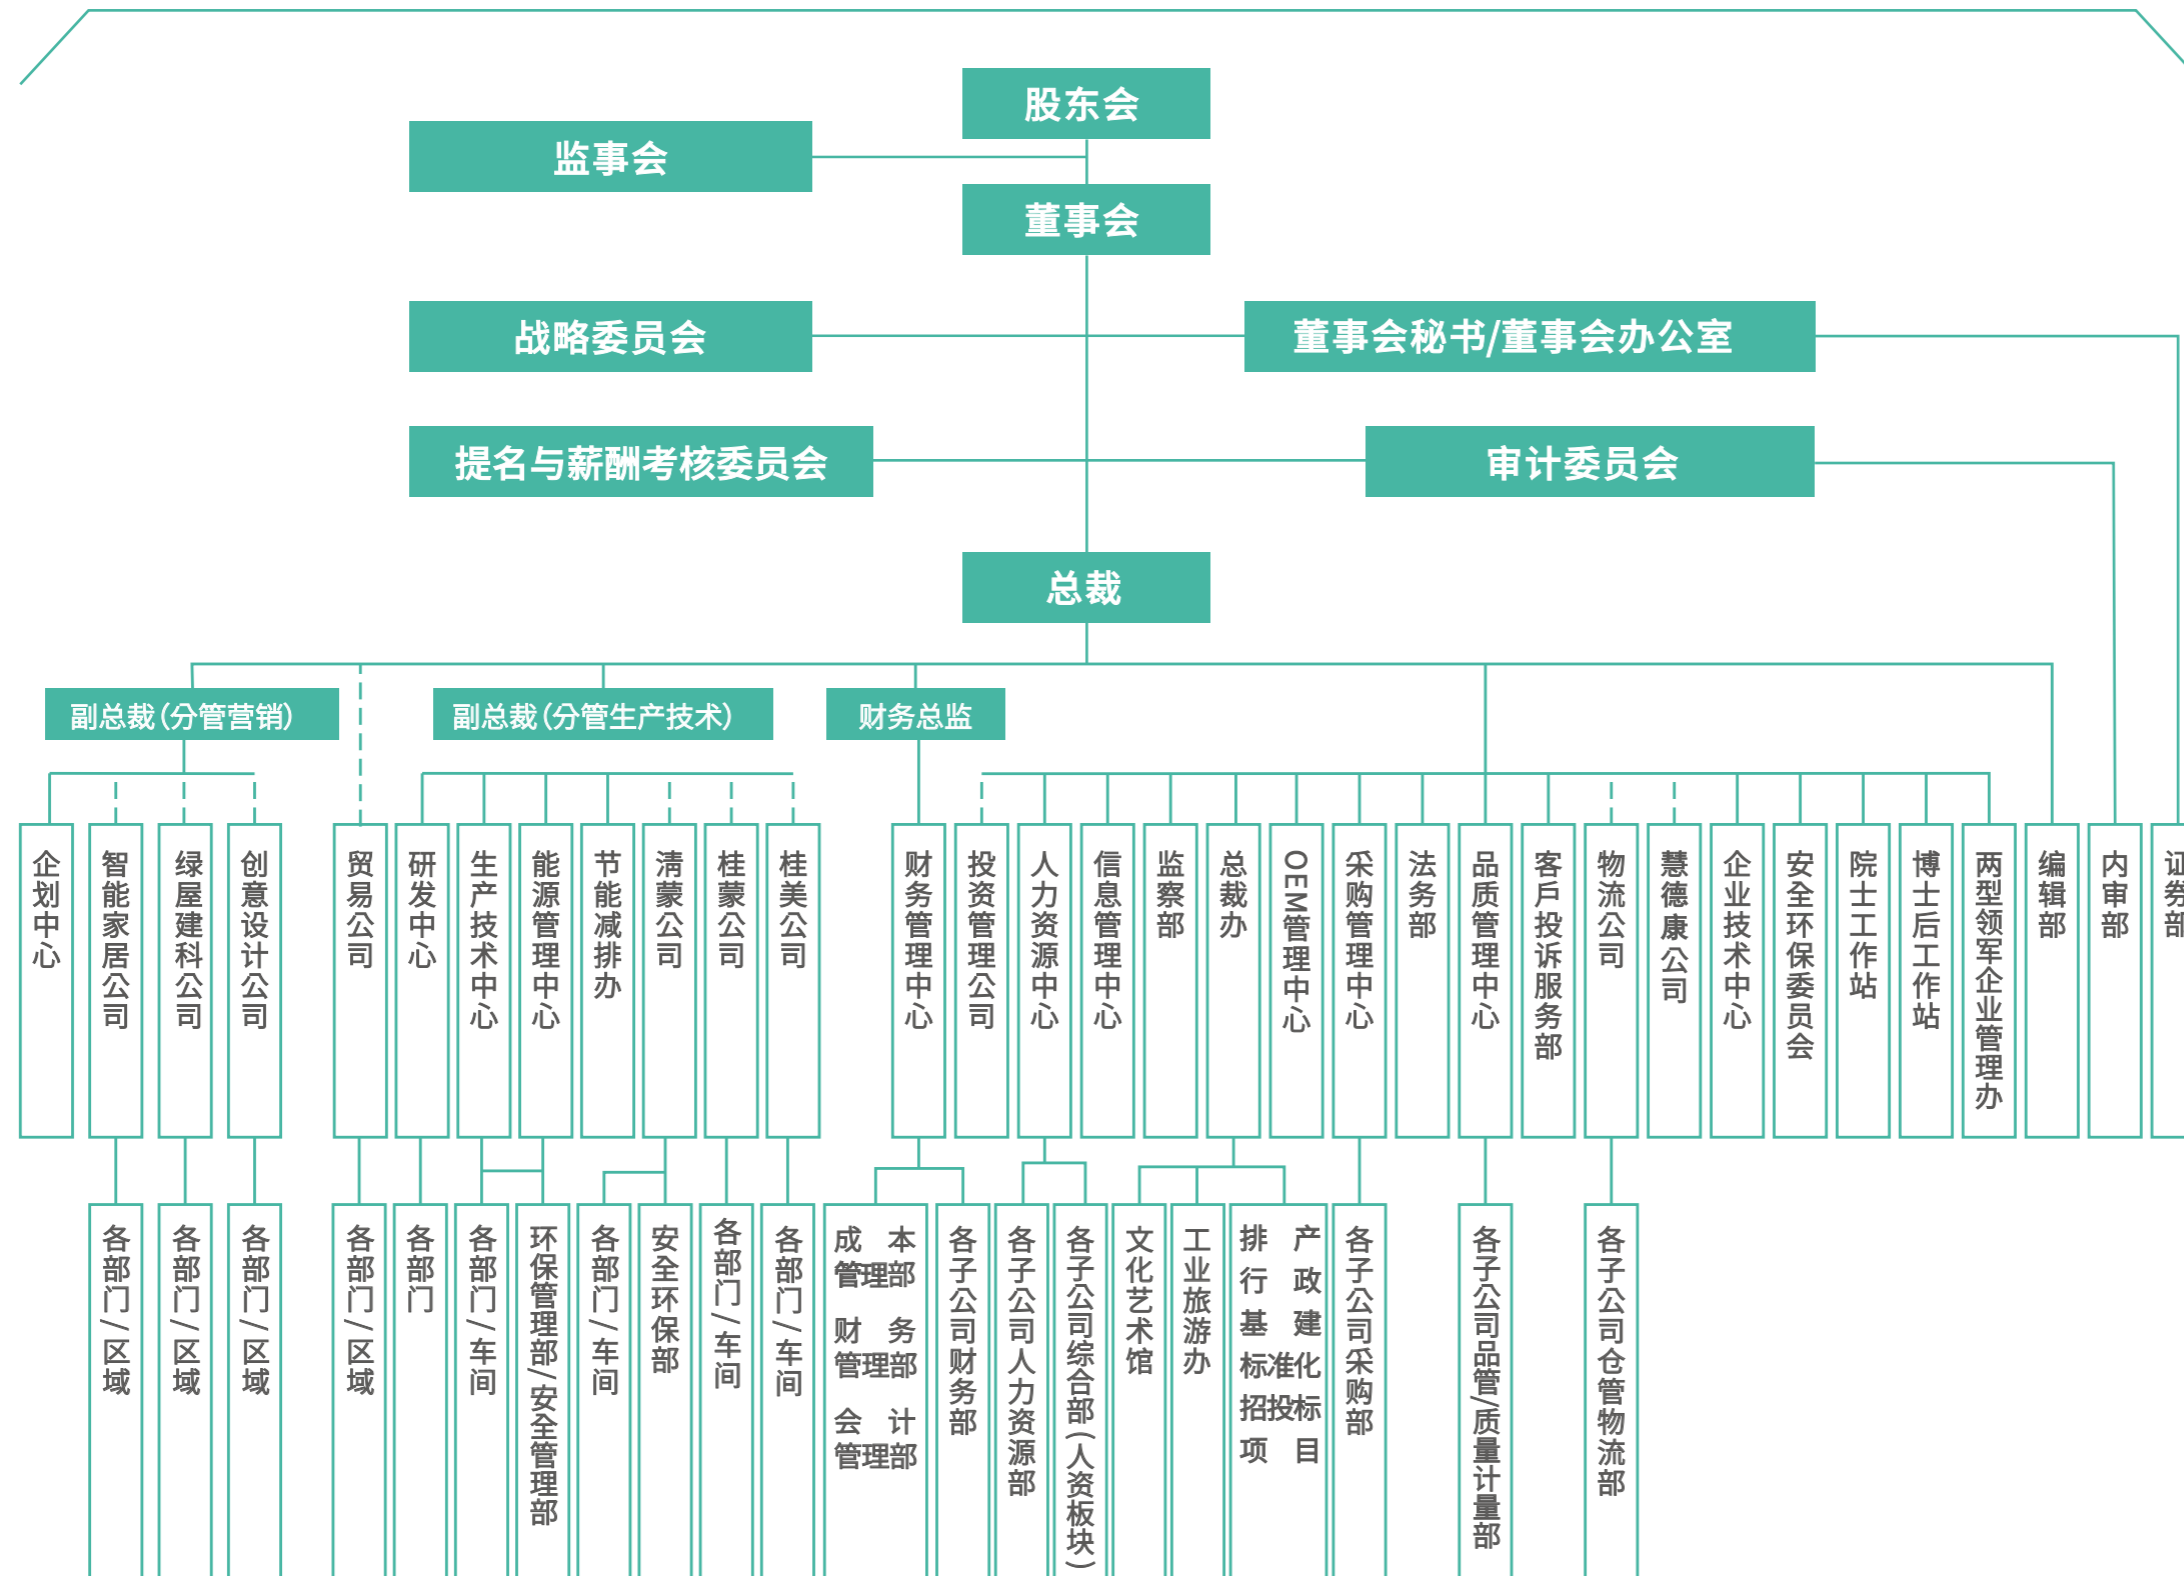 股东会
监事会
董事会
战略委员会
董事会秘书/董事会办公室
提名与薪酬考核委员会
审计委员会
总裁
副总裁(分管营销)
副总裁(分管生产技术)
财务总监
企划中心
智能家居公司
绿屋建科公司
创意设计公司
贸易公司
研发中心
生产技术中心
能源管理中心
节能减排办
清蒙公司
桂蒙公司
桂美公司
财务管理中心
投资管理公司
人力资源中心
信息管理中心
监察部
总裁办
OEM管理中心
采购管理中心
法务部
品质管理中心
客戶投诉服务部
物流公司
慧德康公司
企业技术中心
安全环保委员会
院士工作站
博士后工作站
两型领军企业管理办
编辑部
内审部
证券部
各部门/区域
各部门/区域
各部门/区域
各部门/区域
各部门
各部门/车间
环保管理部/安全管理部
各部门/车间
安全环保部
各部门/车间
各部门/车间
成本
管理部
财务
管理部
会计
管理部
各子公司财务部
各子公司人力资源部
各子公司综合部(人资板块)
文化艺术馆
工业旅游办
排产
行政
基建
标准化
招投标
项目
各子公司采购部
各子公司品管/质量计量部
各子公司仓管物流部